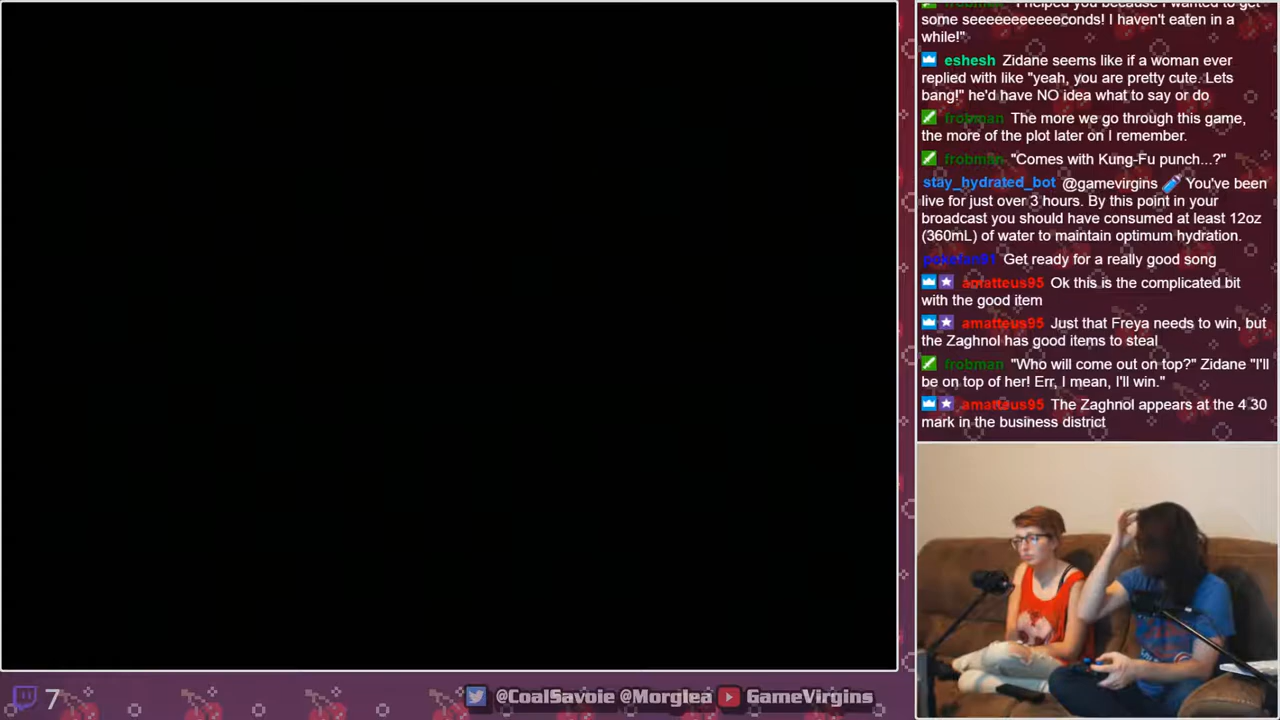 some seeeeeeeeeeconds! I haven't eaten in a
while!"
eshesh Zidane seems like if a woman ever
replied with like "yeah, you are pretty cute. Lets
bang!" he'd have NO idea what to say or do
frobman The more we go through this game,
the more of the plot later on I remember.
frobman "Comes with Kung-Fu punch...?"
stay_hydrated_bot @gamevirgins You've been
live for just over 3 hours. By this point in your
broadcast you should have consumed at least 12oz
(360mL) of water to maintain optimum hydration.
Get ready for a really good song
amatteus95 Ok this is the complicated bit
with the good item
amatteus95 Just that Freya needs to win, but
the Zaghnol has good items to steal
frobman "Who will come out on top?" Zidane "I'll
be on top of her! Err, I mean, I'll win."
amatteus95 The Zaghnol appears at the 4 30
mark in the business district
7 @CoalSavoie @Morglea GameVirgins